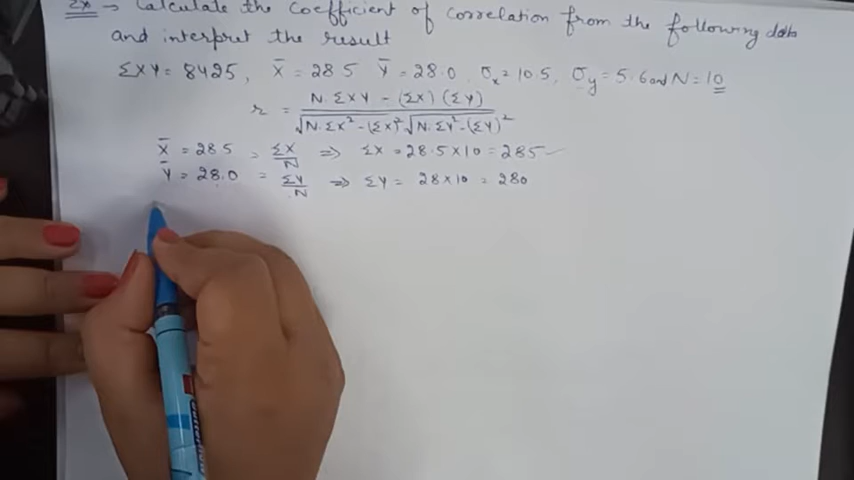 Ex → Calculate the coefficient of correlation from the following data
and interpret the result
ΣXY = 8425, X̄ = 28.5 Ȳ = 28.0, σx = 10.5, σy = 5.6 and N = 10
r = N·ΣXY − (ΣX)(ΣY) / √N·ΣX² − (ΣX)² √N·ΣY² − (ΣY)²
X̄ = 28.5 = ΣX/N ⇒ ΣX = 28.5 × 10 = 285
Ȳ = 28.0 = ΣY/N ⇒ ΣY = 28 × 10 = 280